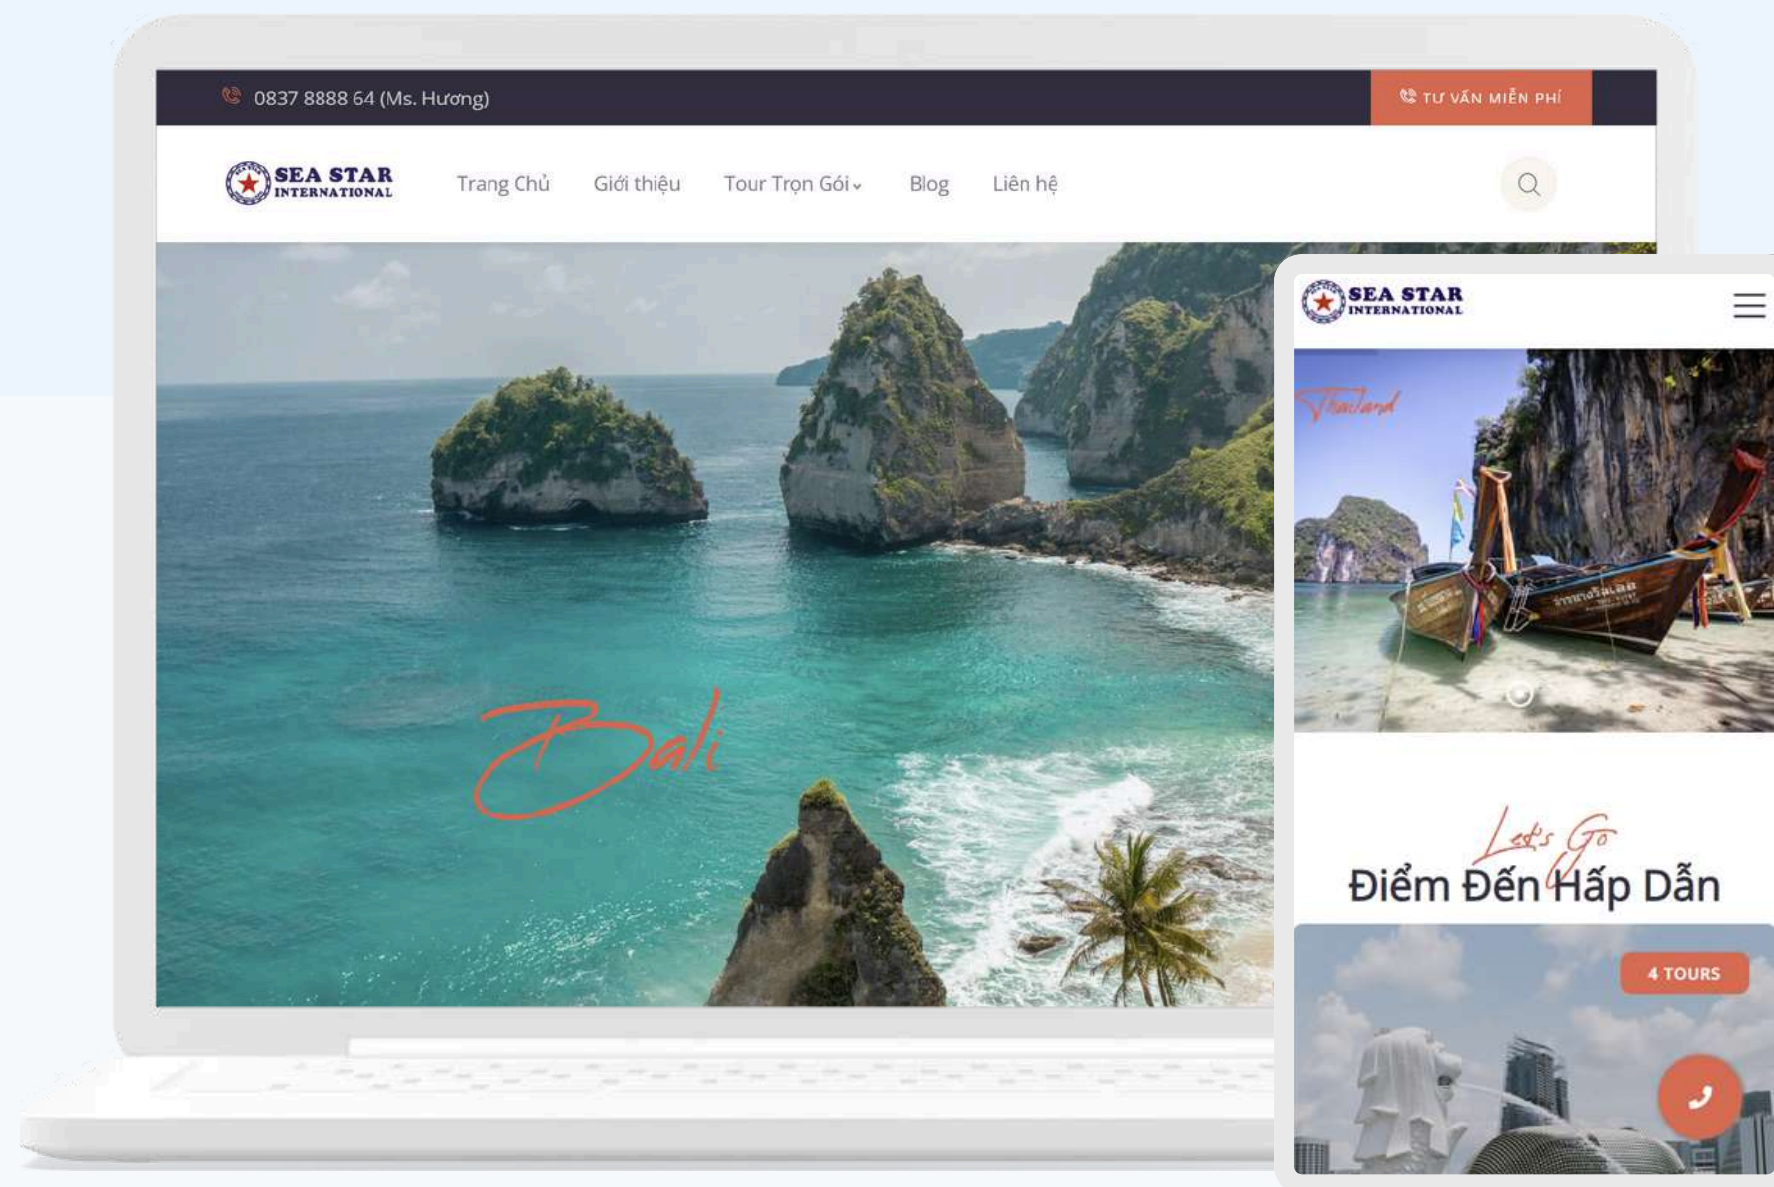 0837 8888 64 (Ms. Hương)
TƯ VẤN MIỄN PHÍ
SEA STAR
INTERNATIONAL
Trang Chủ
Giới thiệu
Tour Trọn Gói
Blog
Liên hệ
Bali
SEA STAR
INTERNATIONAL
Thailand
Let's Go
Điểm Đến Hấp Dẫn
4 TOURS